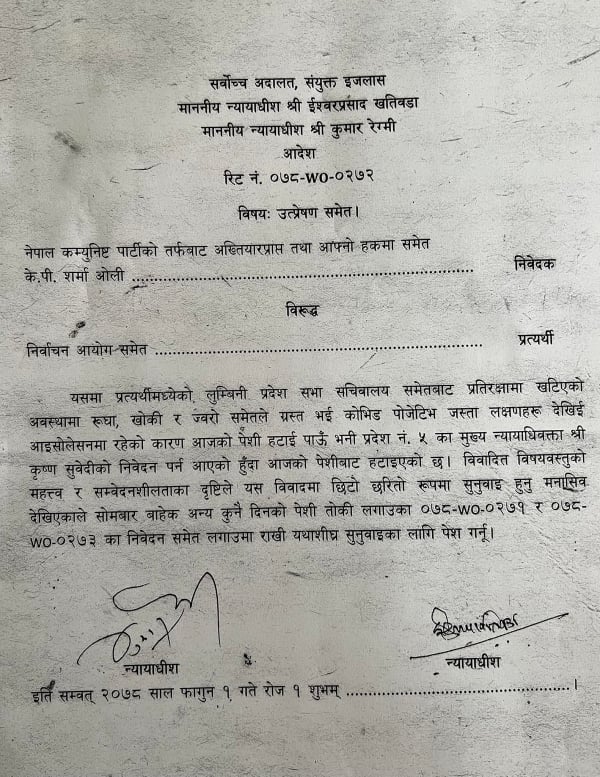 सर्वोच्च अदालत, संयुक्त इजलास
माननीय न्यायाधीश श्री ईश्वरप्रसाद खतिवडा
माननीय न्यायाधीश श्री कुमार रेग्मी
आदेश
रिट नं. ०७८-WO-०२७२
विषयः उत्प्रेषण समेत।
नेपाल कम्युनिष्ट पार्टीको तर्फबाट अख्तियारप्राप्त तथा आफ्नो हकमा समेत
के.पी. शर्मा ओली ........................................................................ निवेदक
विरूद्ध
निर्वाचन आयोग समेत ........................................................................ प्रत्यर्थी
यसमा प्रत्यर्थीमध्येको, लुम्बिनी प्रदेश सभा सचिवालय समेतबाट प्रतिरक्षामा खटिएको
अवस्थामा रूघा, खोकी र ज्वरो समेतले ग्रस्त भई कोभिड पोजेटिभ जस्ता लक्षणहरू देखिई
आइसोलेसनमा रहेको कारण आजको पेशी हटाई पाऊँ भनी प्रदेश नं. ५ का मुख्य न्यायाधिवक्ता श्री
कृष्ण सुवेदीको निवेदन पर्न आएको हुँदा आजको पेशीबाट हटाइएको छ। विवादित विषयवस्तुको
महत्त्व र सम्वेदनशीलताका दृष्टिले यस विवादमा छिटो छरितो रूपमा सुनुवाइ हुनु मनासिव
देखिएकाले सोमबार बाहेक अन्य कुनै दिनको पेशी तोकी लगाउका ०७८-WO-०२७१ र ०७८-
WO-०२७३ का निवेदन समेत लगाउमा राखी यथाशीघ्र सुनुवाइका लागि पेश गर्नू।
न्यायाधीश
न्यायाधीश
इति सम्वत् २०७८ साल फागुन १ गते रोज १ शुभम् ..................................................।